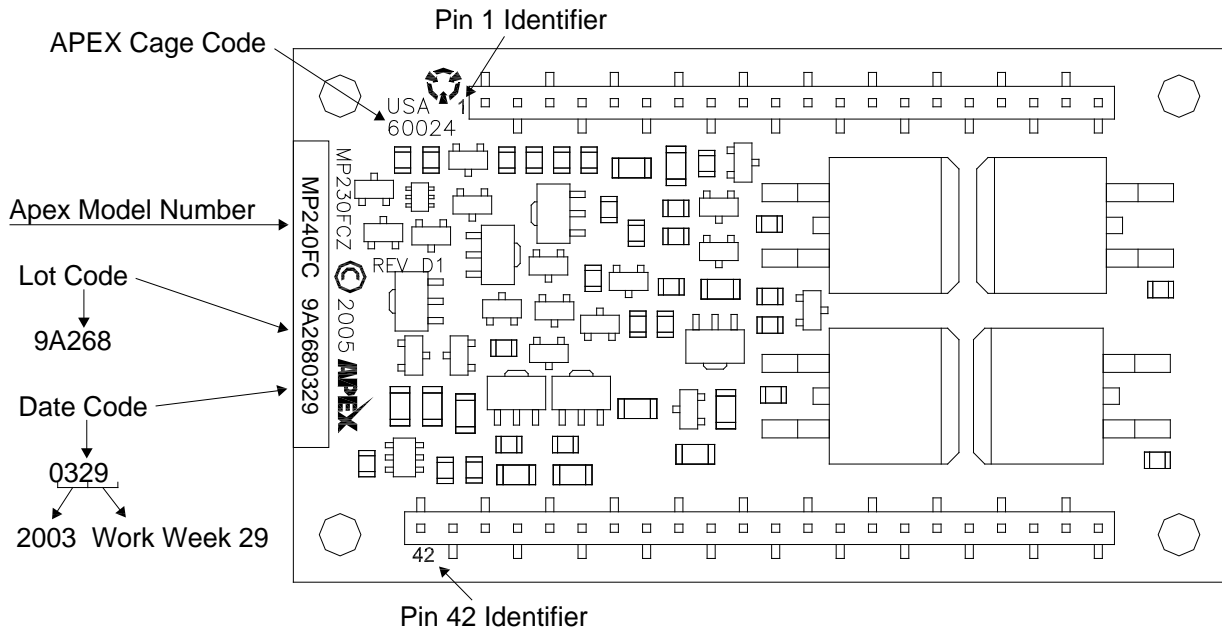 Pin 1 Identifier
APEX Cage Code
USA
1
60024
Apex Model Number
MP240FC 9A2680329
MP230FCZ © 2005 APEX
REV D1
Lot Code
9A268
Date Code
0329
2003 Work Week 29
42
Pin 42 Identifier